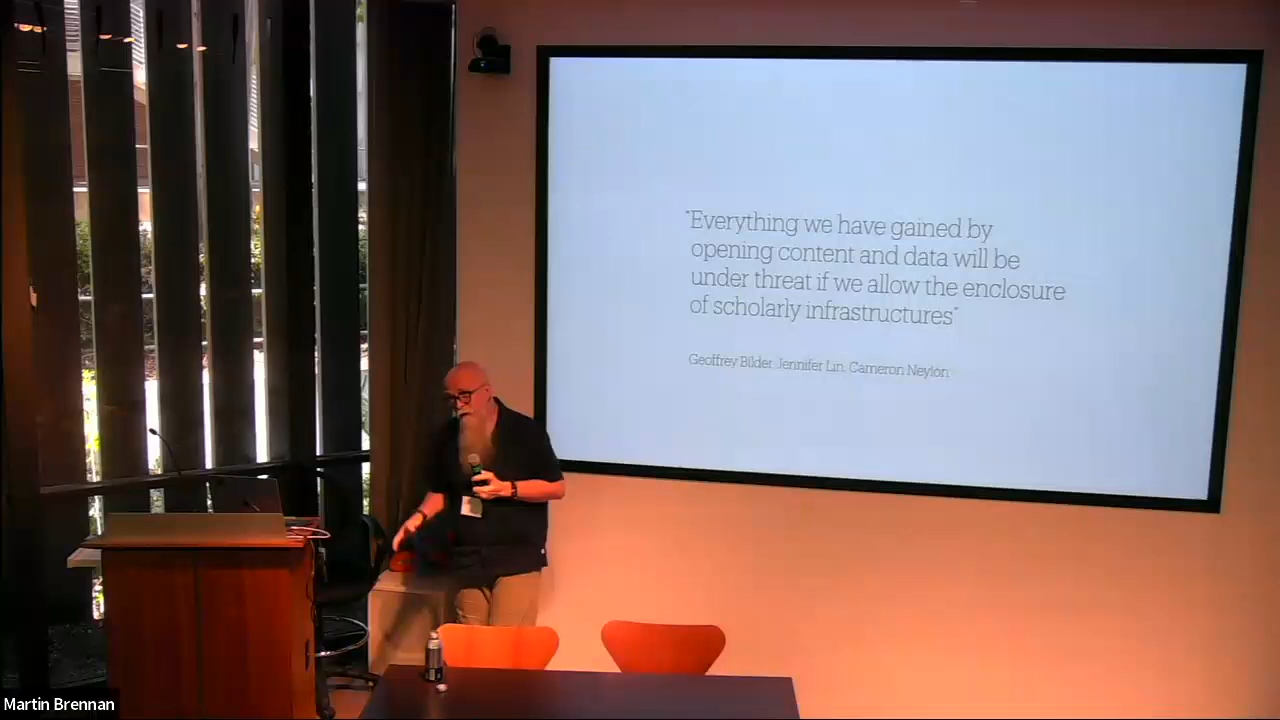 "Everything we have gained by
opening content and data will be
under threat if we allow the enclosure
of scholarly infrastructures"
Geoffrey Bilder, Jennifer Lin, Cameron Neylon
Martin Brennan